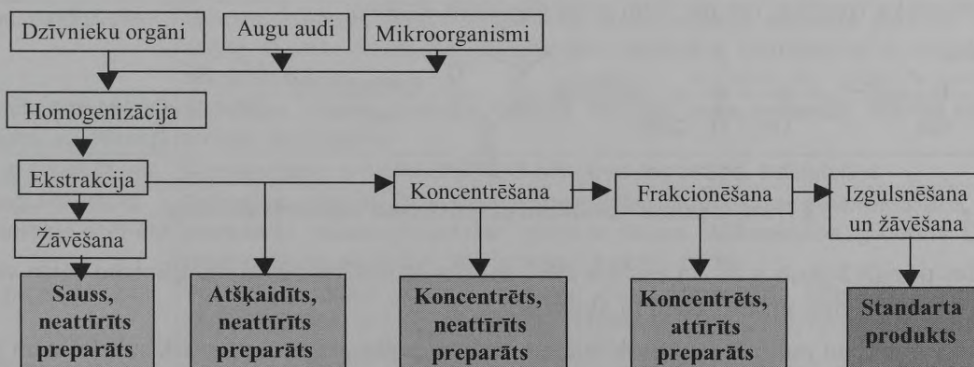 Dzīvnieku orgāni
Augu audi
Mikroorganismi
Homogenizācija
Ekstrakcija
Koncentrēšana
Frakcionēšana
Izgulsnēšana
un žāvēšana
Žāvēšana
Sauss,
neattīrīts
preparāts
Atšķaidīts,
neattīrīts
preparāts
Koncentrēts,
neattīrīts
preparāts
Koncentrēts,
attīrīts
preparāts
Standarta
produkts